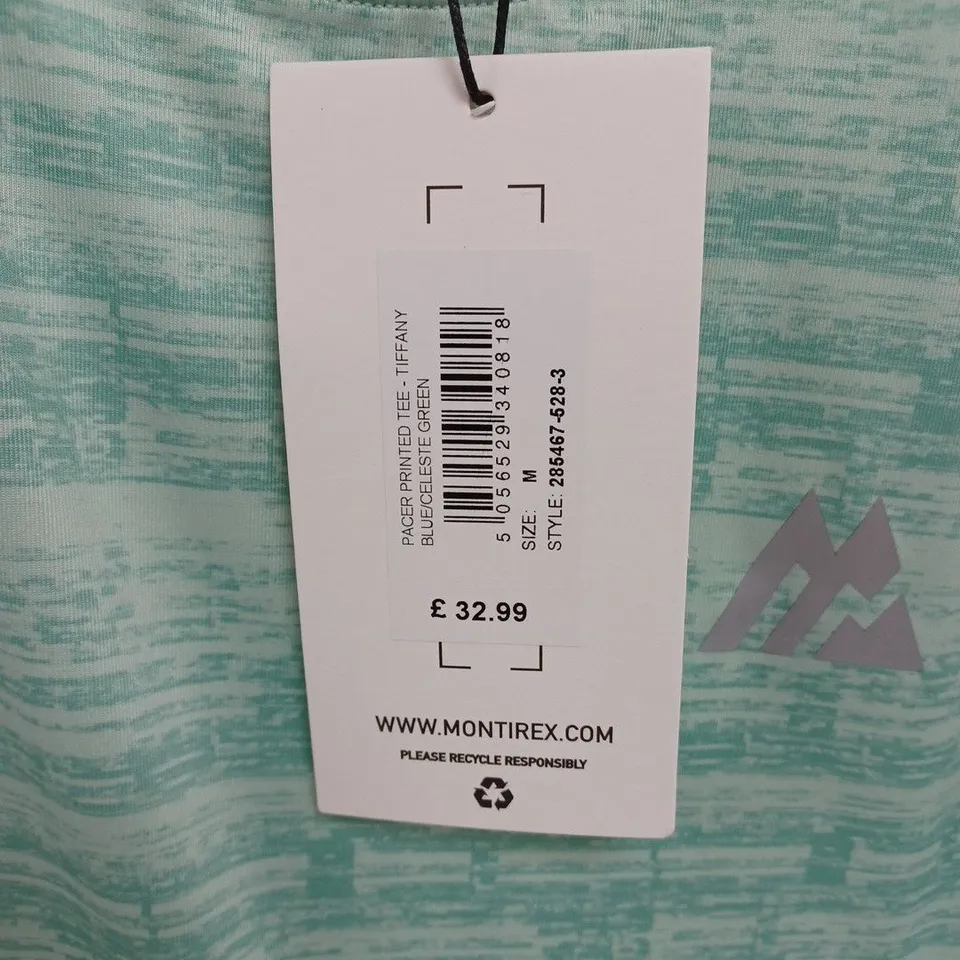 PACER PRINTED TEE - TIFFANY
BLUE/CELESTE GREEN
5 056529 340818
SIZE: M
STYLE: 285467-528-3
£ 32.99
WWW.MONTIREX.COM
PLEASE RECYCLE RESPONSIBLY